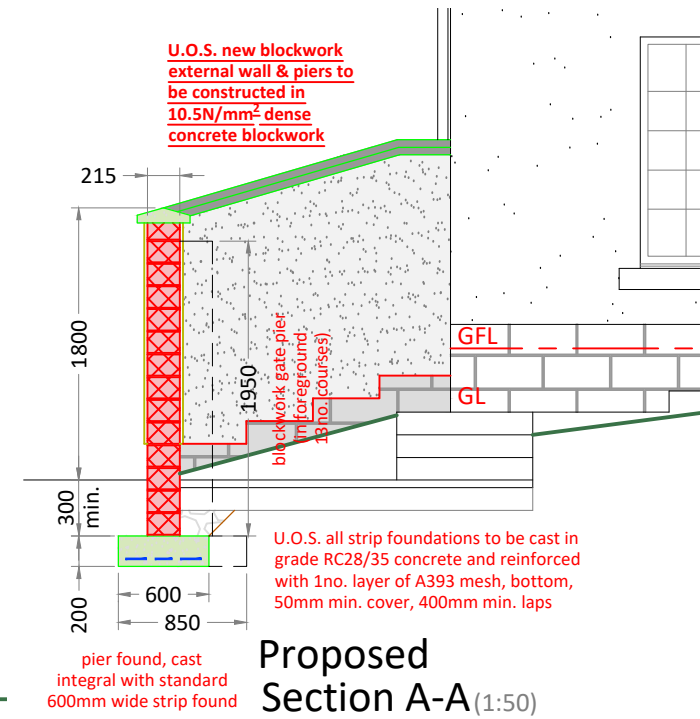 U.O.S. new blockwork
external wall & piers to
be constructed in
10.5N/mm² dense
concrete blockwork
215
1800
1950
blockwork gate pier
in foreground
13no. courses)
GFL
GL
300
min.
200
600
850
U.O.S. all strip foundations to be cast in
grade RC28/35 concrete and reinforced
with 1no. layer of A393 mesh, bottom,
50mm min. cover, 400mm min. laps
pier found, cast
integral with standard
600mm wide strip found
Proposed
Section A-A (1:50)